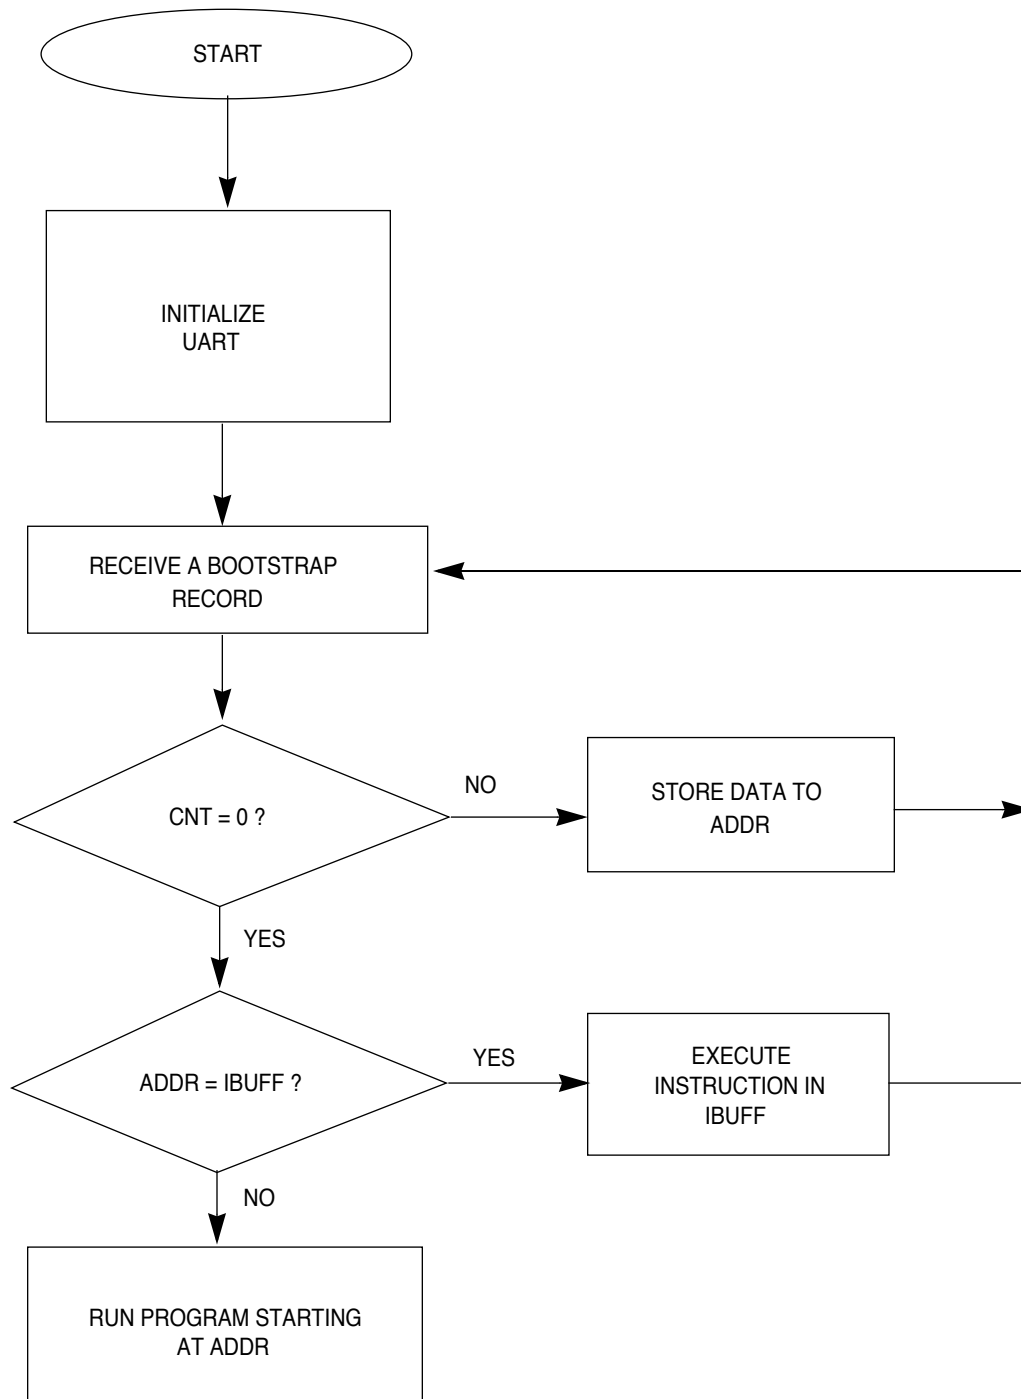 START
INITIALIZE
UART
RECEIVE A BOOTSTRAP
RECORD
CNT = 0 ?
NO
STORE DATA TO
ADDR
YES
ADDR = IBUFF ?
YES
EXECUTE
INSTRUCTION IN
IBUFF
NO
RUN PROGRAM STARTING
AT ADDR